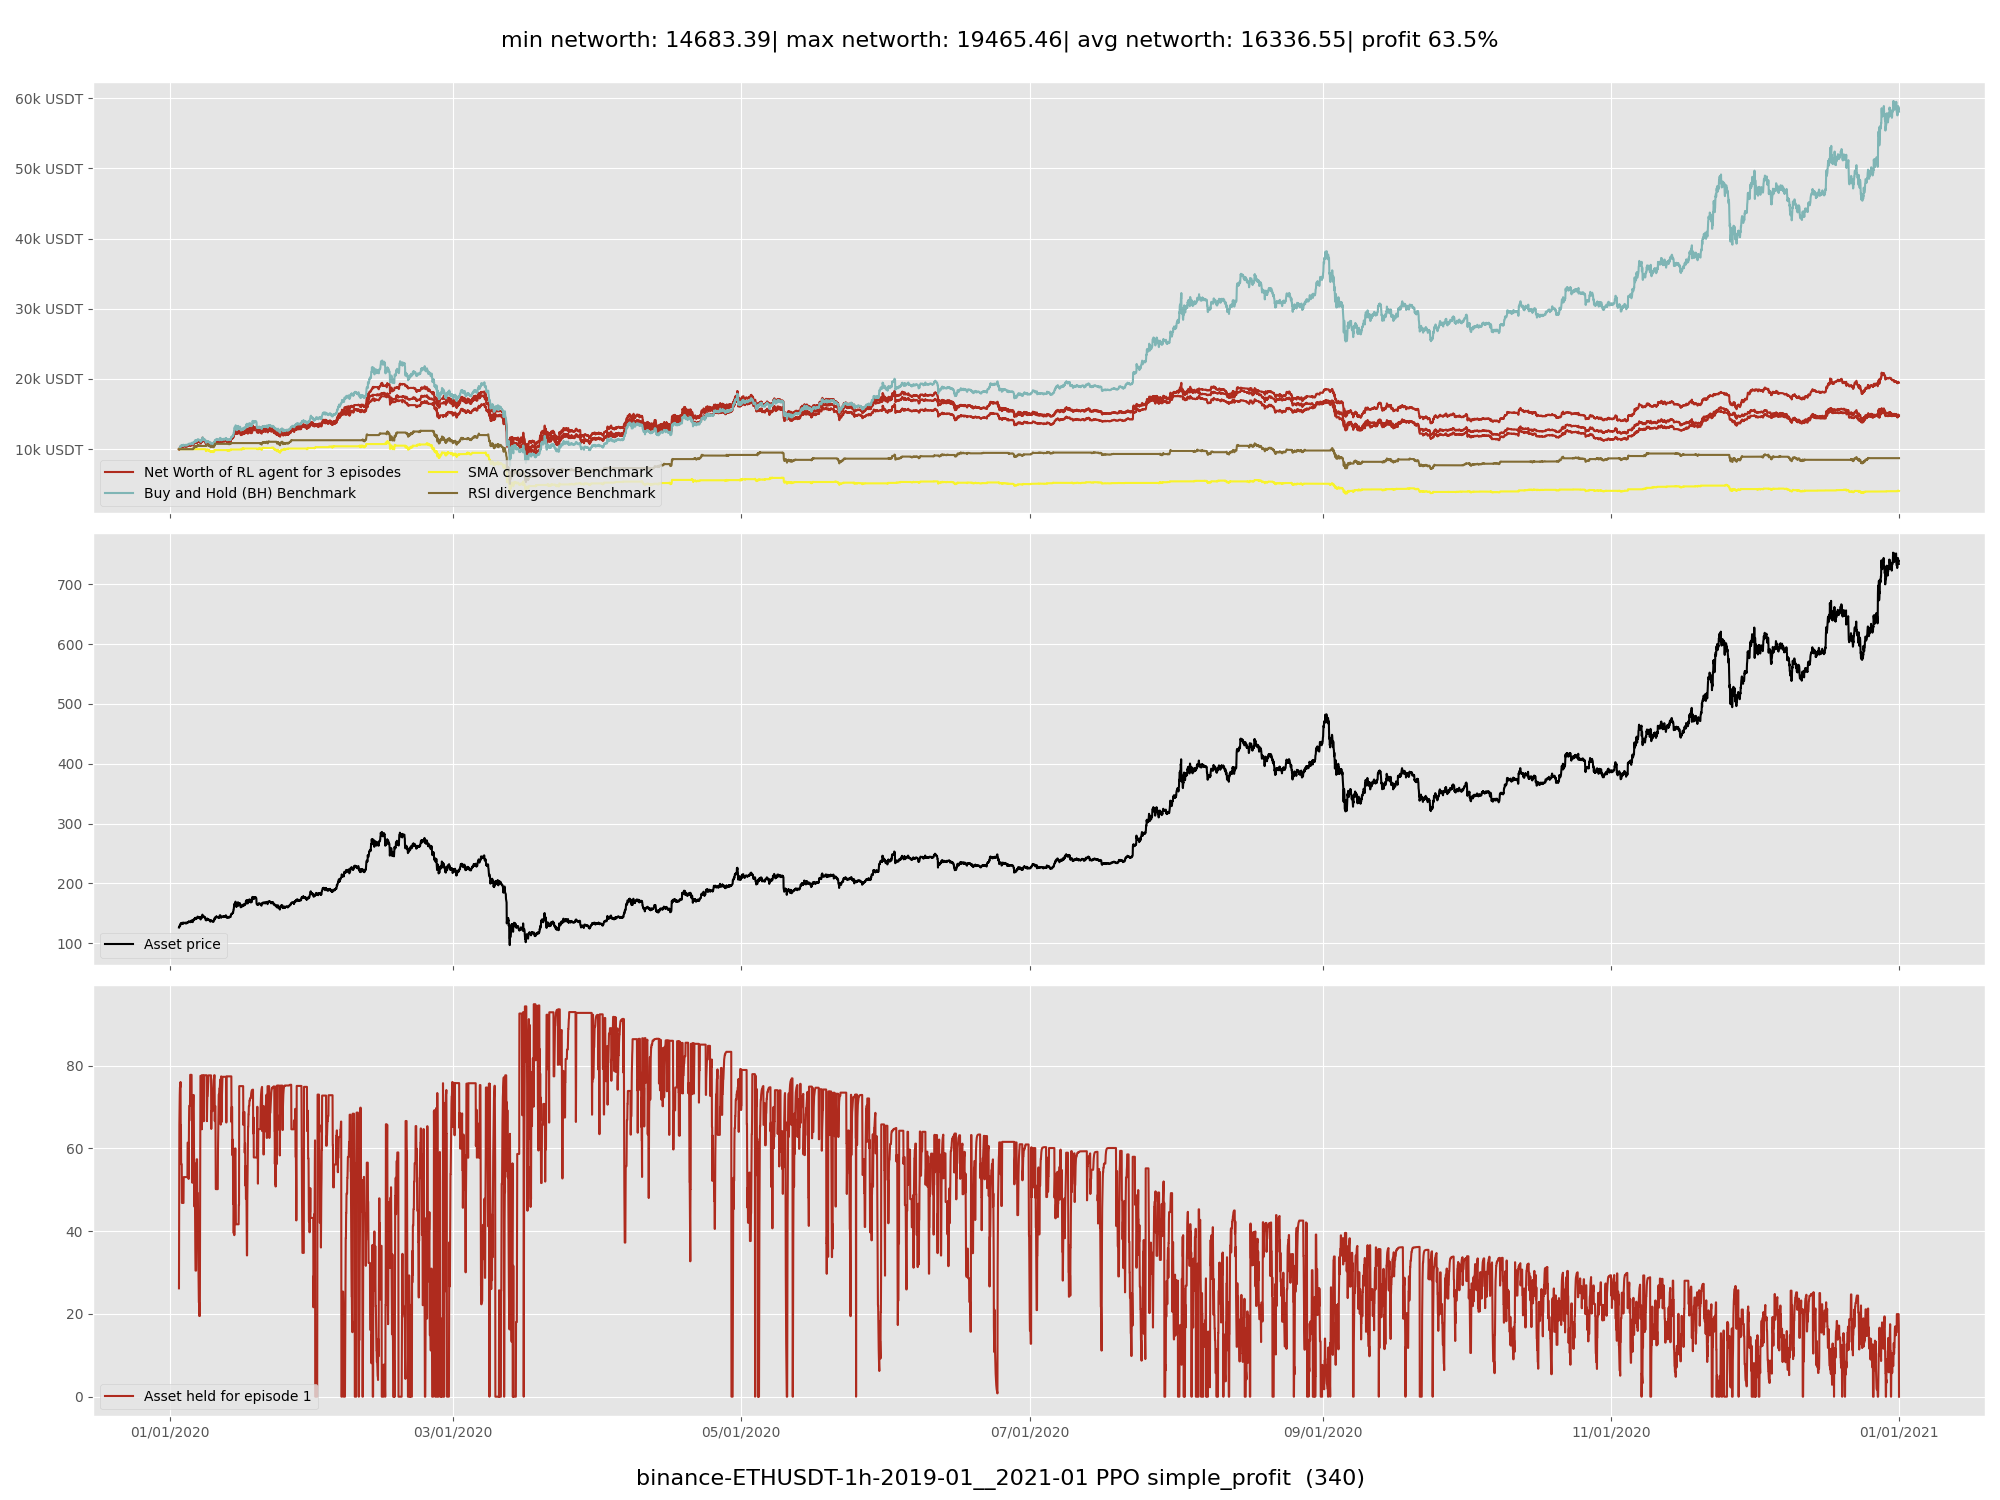 min networth: 14683.39| max networth: 19465.46| avg networth: 16336.55| profit 63.5%
60k USDT
50k USDT
40k USDT
30k USDT
20k USDT
10k USDT
Net Worth of RL agent for 3 episodes
Buy and Hold (BH) Benchmark
SMA crossover Benchmark
RSI divergence Benchmark
700
600
500
400
300
200
100
Asset price
80
60
40
20
0
Asset held for episode 1
01/01/2020 03/01/2020 05/01/2020 07/01/2020 09/01/2020 11/01/2020 01/01/2021
binance-ETHUSDT-1h-2019-01__2021-01 PPO simple_profit (340)